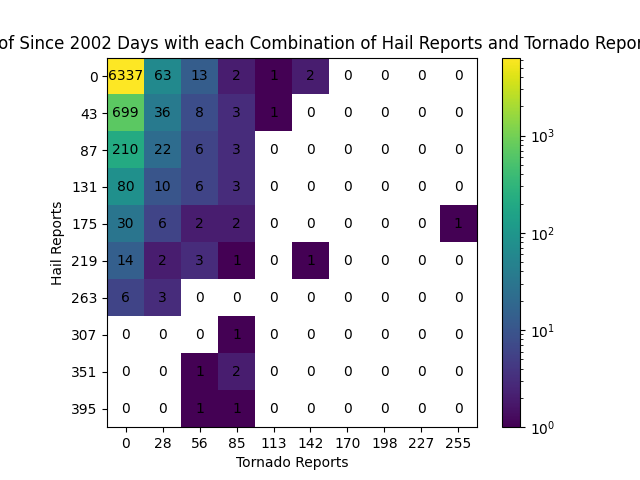 of Since 2002 Days with each Combination of Hail Reports and Tornado Repor
0 6337 63 13 2 1 2 0 0 0 0
43 699 36 8 3 1 0 0 0 0 0
87 210 22 6 3 0 0 0 0 0 0
131 80 10 6 3 0 0 0 0 0 0
175 30 6 2 2 0 0 0 0 0 1
219 14 2 3 1 0 1 0 0 0 0
263 6 3 0 0 0 0 0 0 0 0
307 0 0 0 1 0 0 0 0 0 0
351 0 0 1 2 0 0 0 0 0 0
395 0 0 1 1 0 0 0 0 0 0
0 28 56 85 113 142 170 198 227 255
Tornado Reports
Hail Reports
10³
10²
10¹
10⁰